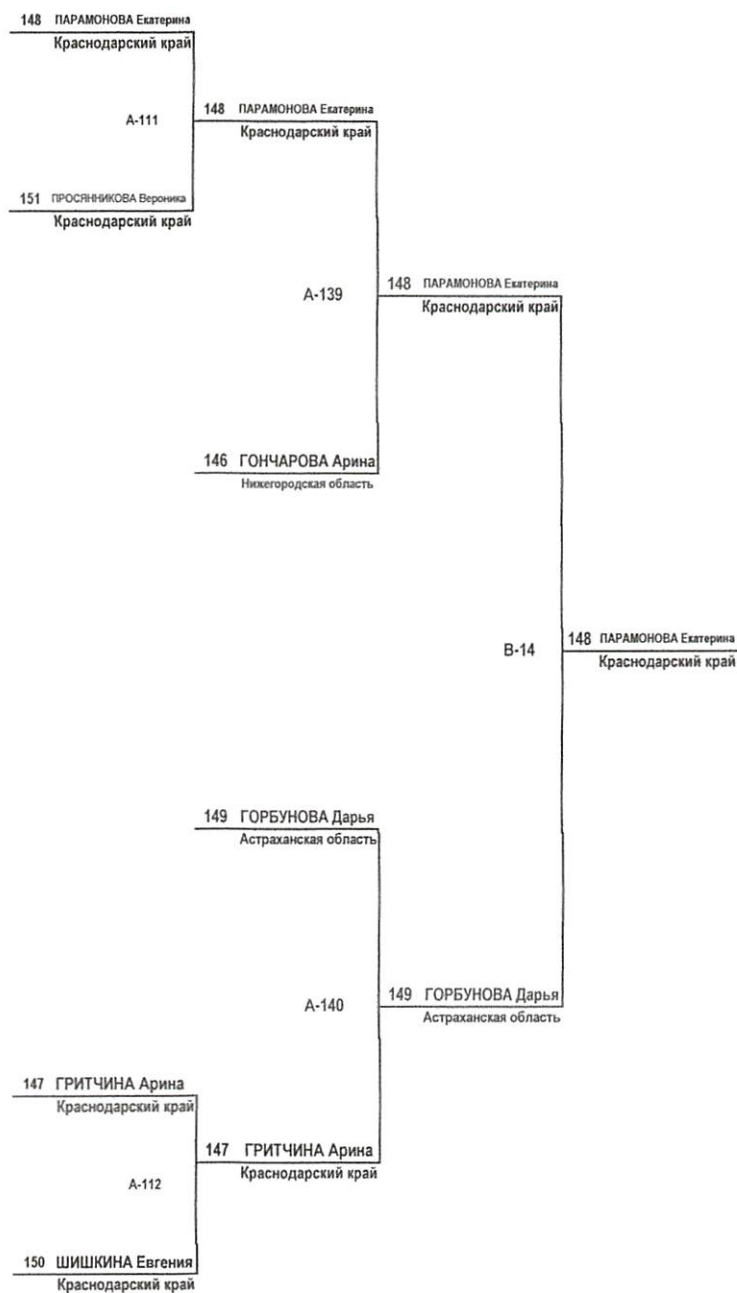 148 ПАРАМОНОВА Екатерина
Краснодарский край
А-111
148 ПАРАМОНОВА Екатерина
Краснодарский край
151 ПРОСЯННИКОВА Вероника
Краснодарский край
А-139
148 ПАРАМОНОВА Екатерина
Краснодарский край
146 ГОНЧАРОВА Арина
Нижегородская область
В-14
148 ПАРАМОНОВА Екатерина
Краснодарский край
149 ГОРБУНОВА Дарья
Астраханская область
А-140
149 ГОРБУНОВА Дарья
Астраханская область
147 ГРИТЧИНА Арина
Краснодарский край
147 ГРИТЧИНА Арина
Краснодарский край
А-112
150 ШИШКИНА Евгения
Краснодарский край